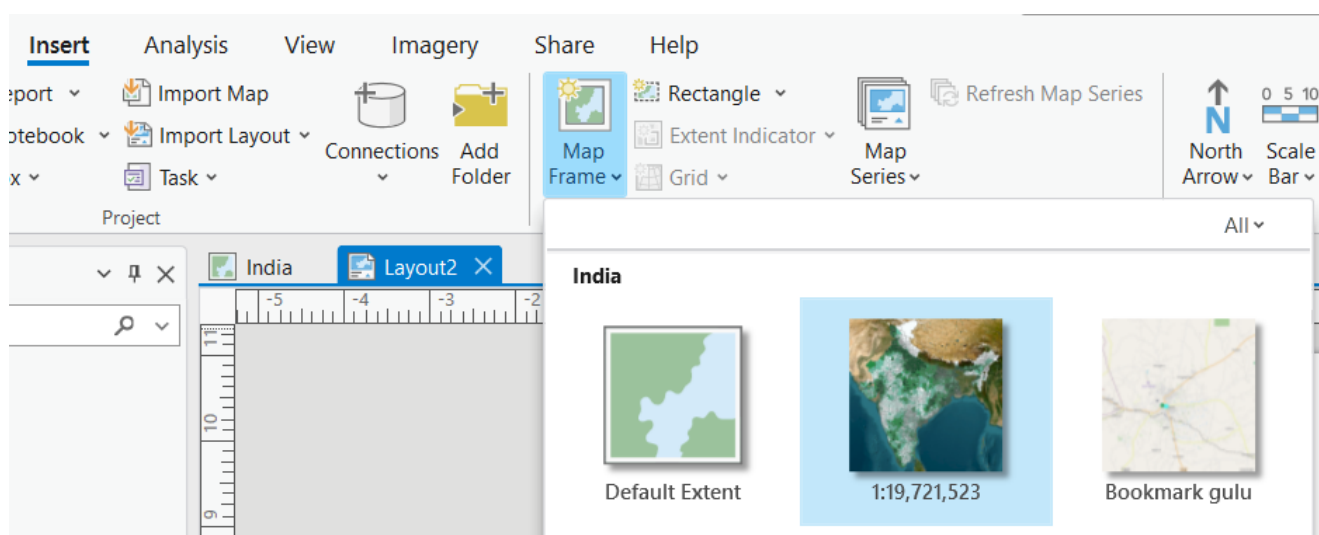 Insert Analysis View Imagery Share Help
eport Import Map Rectangle Refresh Map Series 0 5 10
otebook Import Layout Connections Add Map Extent Indicator Map N North Scale
x Task Folder Frame Grid Series Arrow Bar
Project
All
India Layout2
India
-5 -4 -3 -2
11
10
9
Default Extent 1:19,721,523 Bookmark gulu